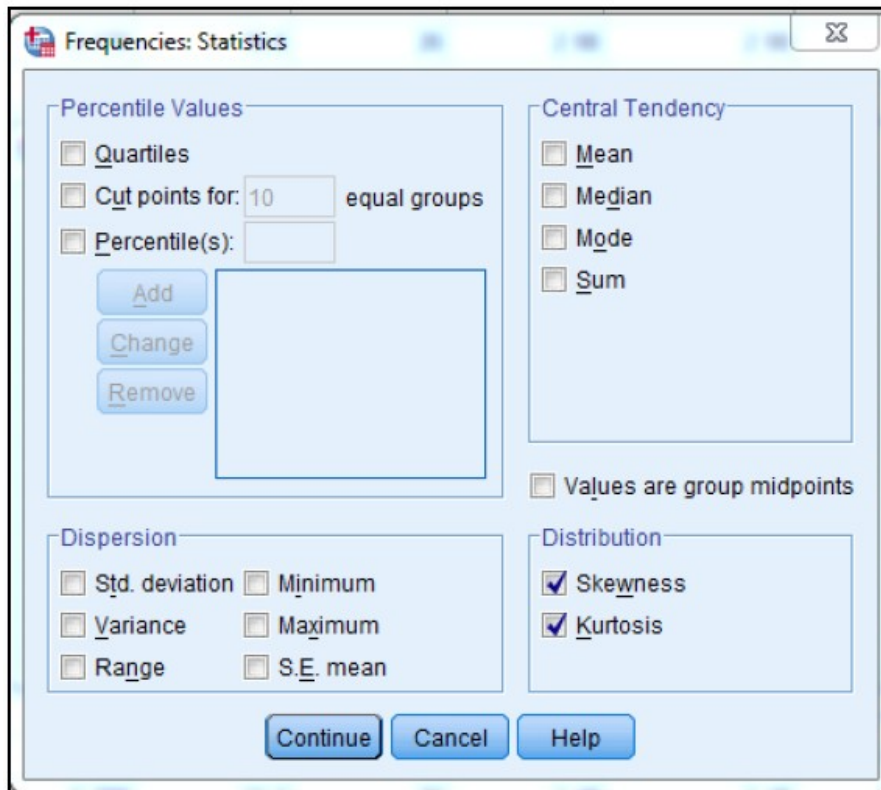 Frequencies: Statistics
Percentile Values
Quartiles
Cut points for: 10 equal groups
Percentile(s):
Add
Change
Remove
Central Tendency
Mean
Median
Mode
Sum
Values are group midpoints
Dispersion
Std. deviation Minimum
Variance Maximum
Range S.E. mean
Distribution
Skewness
Kurtosis
Continue Cancel Help